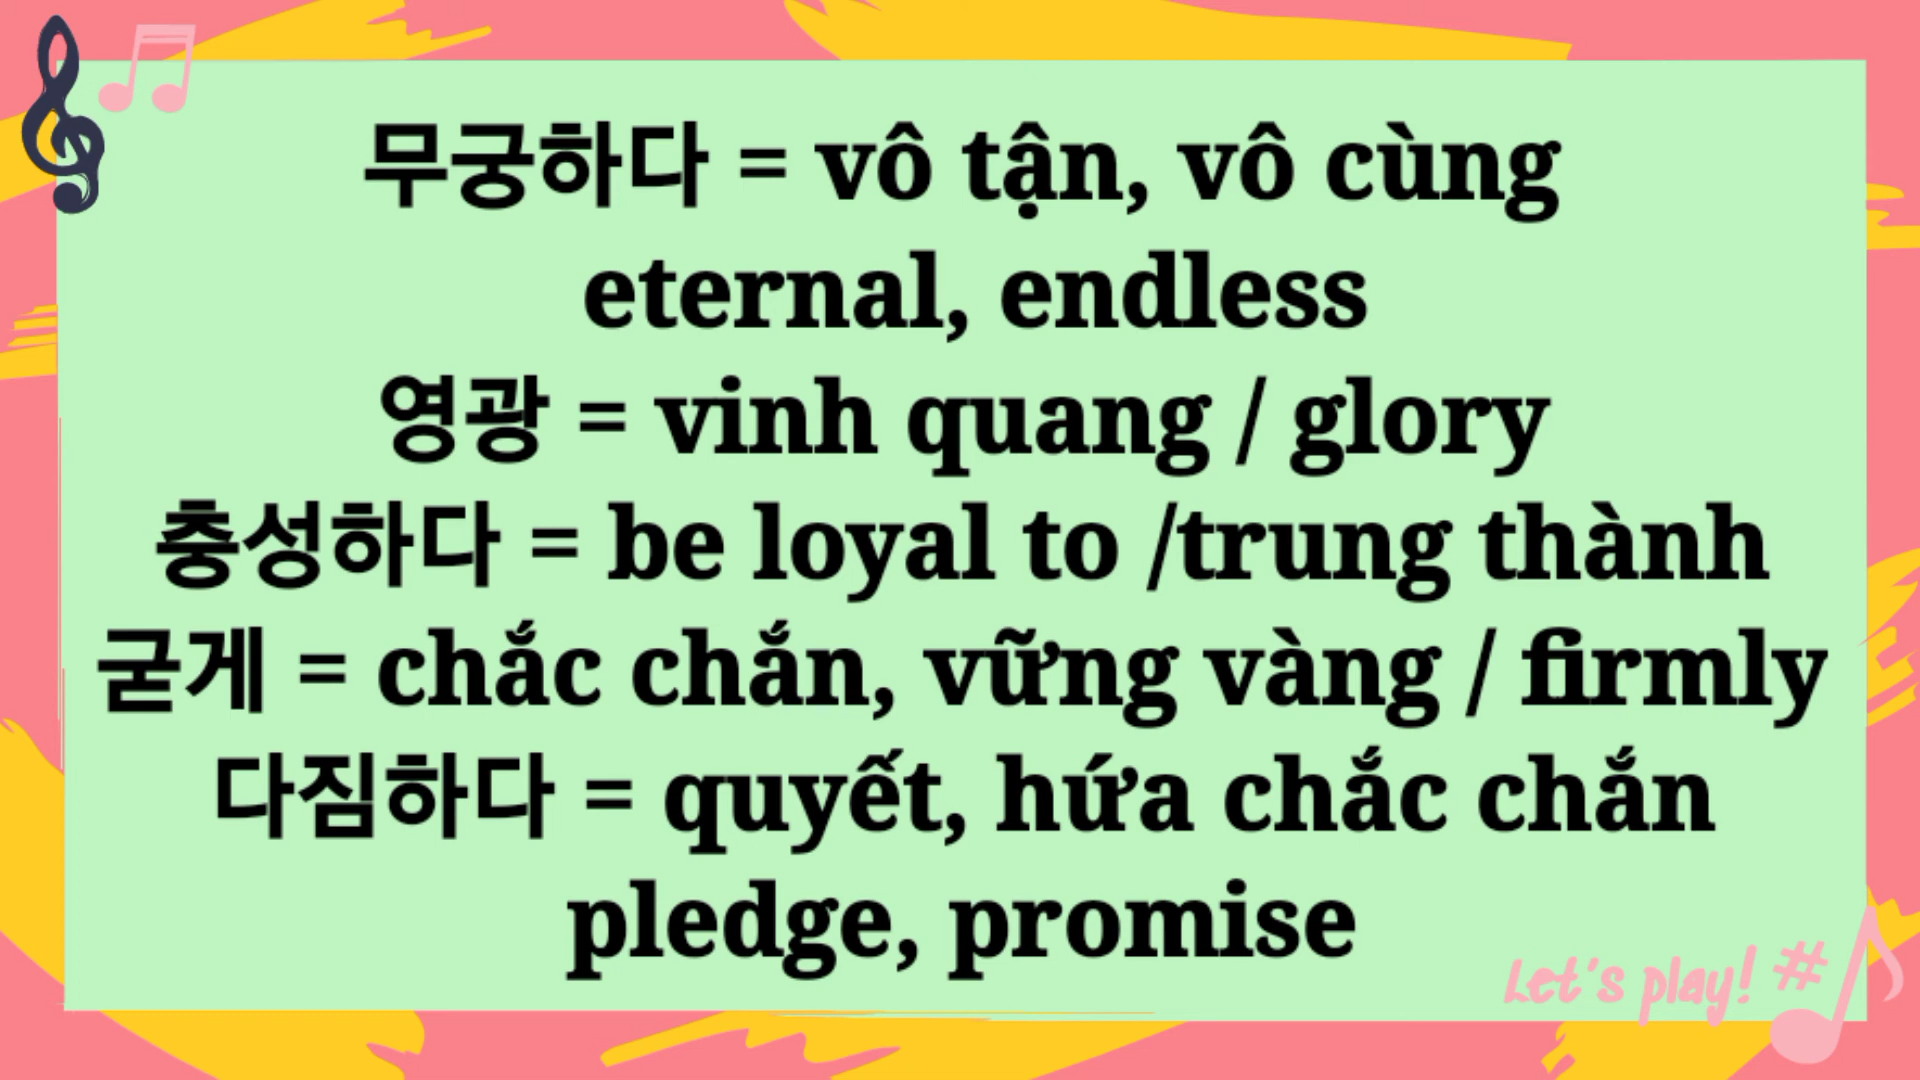 무궁하다 = vô tận, vô cùng
eternal, endless
영광 = vinh quang / glory
충성하다 = be loyal to /trung thành
굳게 = chắc chắn, vững vàng / firmly
다짐하다 = quyết, hứa chắc chắn
pledge, promise
Let's play! #